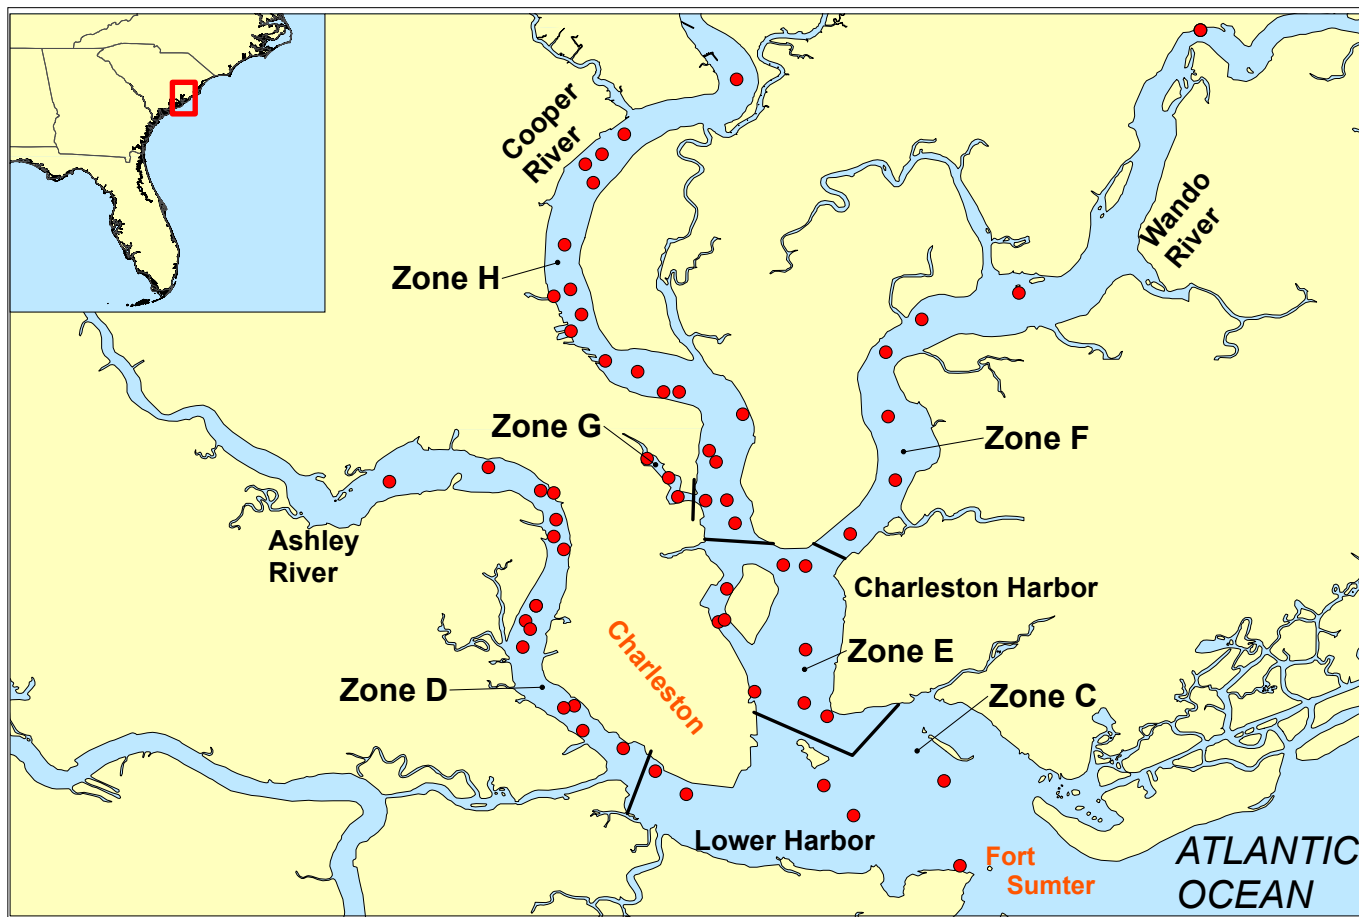 Cooper
River
Wando
River
Zone H
Zone G
Zone F
Ashley
River
Charleston Harbor
Charleston
Zone E
Zone D
Zone C
Lower Harbor
Fort
Sumter
ATLANTIC
OCEAN